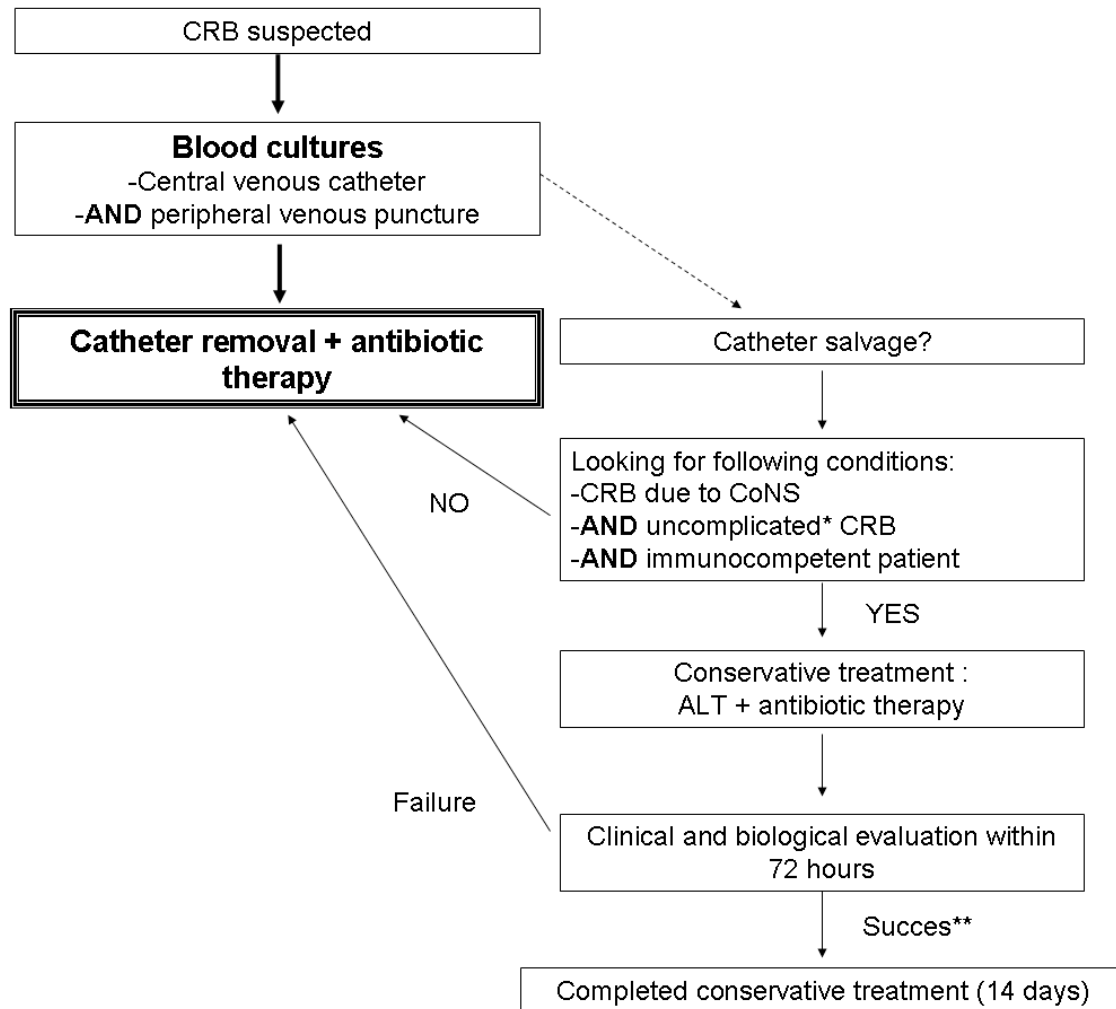 CRB suspected
Blood cultures
-Central venous catheter
-AND peripheral venous puncture
Catheter removal + antibiotic
therapy
Catheter salvage?
Looking for following conditions:
-CRB due to CoNS
-AND uncomplicated* CRB
-AND immunocompetent patient
NO
YES
Conservative treatment :
ALT + antibiotic therapy
Failure
Clinical and biological evaluation within
72 hours
Succes**
Completed conservative treatment (14 days)